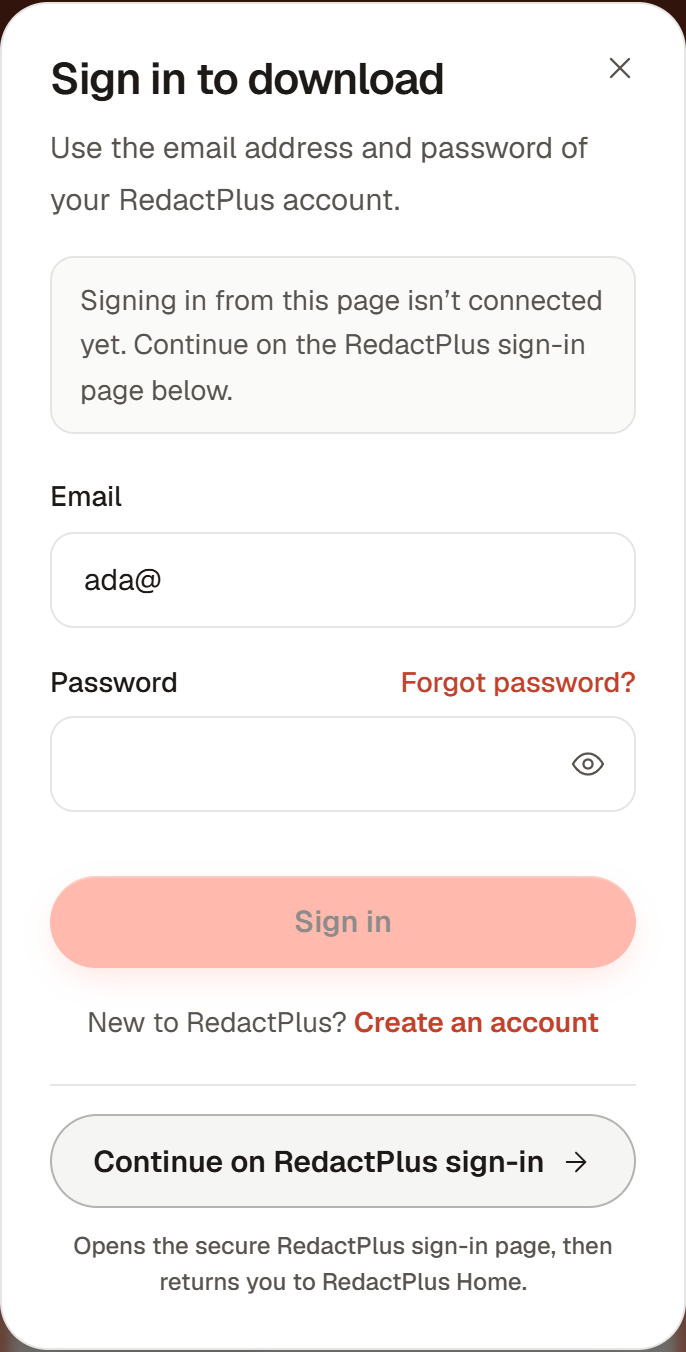 Sign in to download
Use the email address and password of
your RedactPlus account.
Signing in from this page isn’t connected
yet. Continue on the RedactPlus sign-in
page below.
Email
ada@
Password
Forgot password?
Sign in
New to RedactPlus? Create an account
Continue on RedactPlus sign-in →
Opens the secure RedactPlus sign-in page, then
returns you to RedactPlus Home.